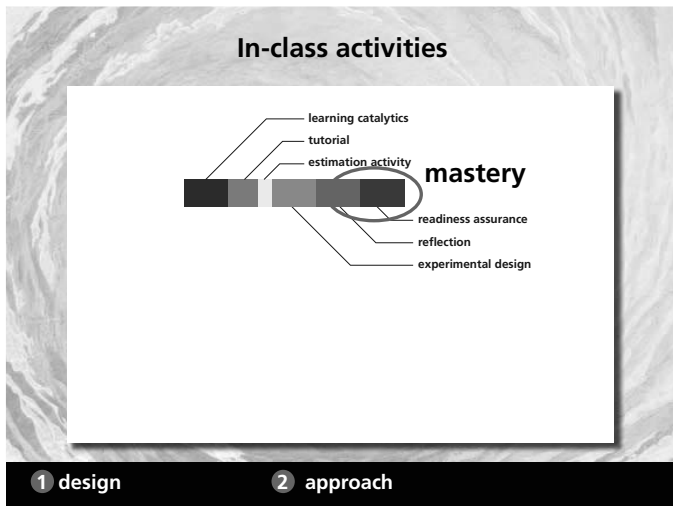 In-class activities
learning catalytics
tutorial
estimation activity
mastery
readiness assurance
reflection
experimental design
1 design
2 approach